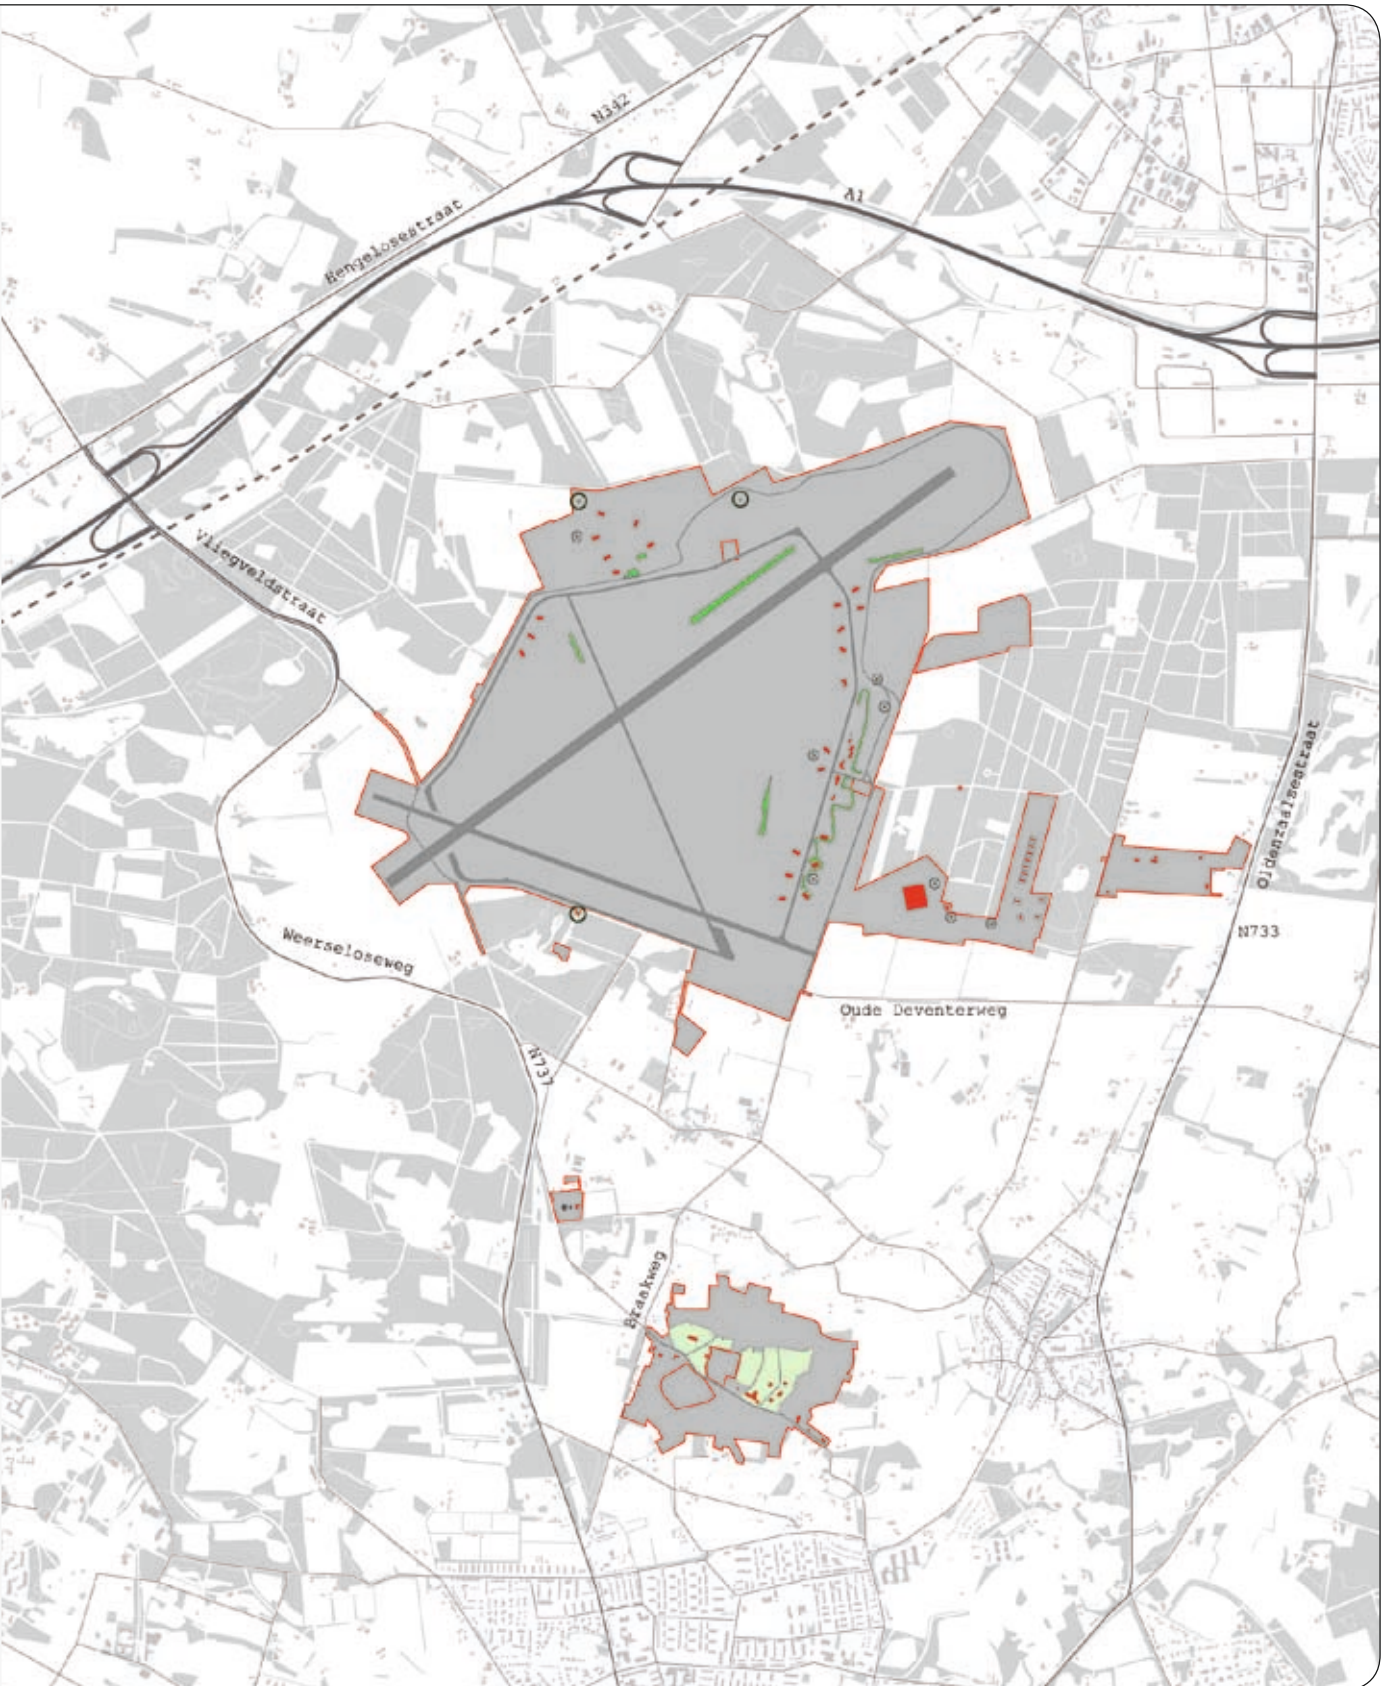 N342
A1
Hengelosestraat
Vliegveldstraat
Oldenzaalsestraat
Weerseloseweg
N733
Oude Deventerweg
N737
Braakweg